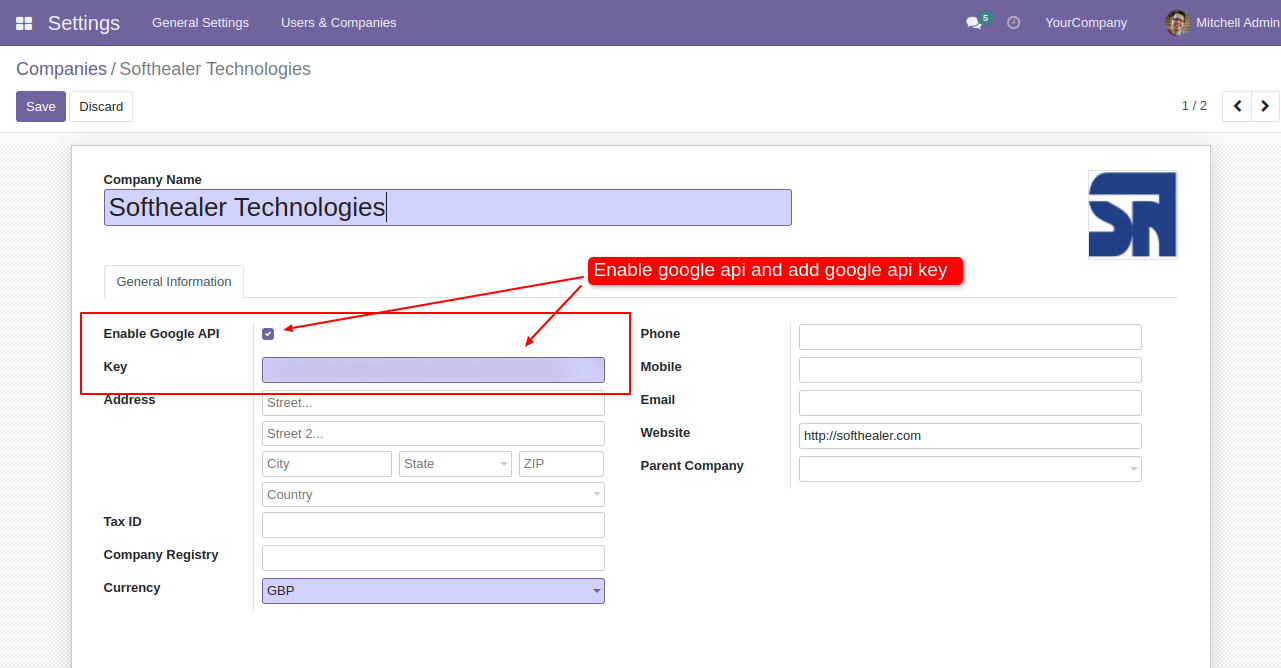 Settings General Settings Users & Companies 5 YourCompany Mitchell Admin
Companies / Softhealer Technologies
Save Discard 1 / 2
Company Name
Softhealer Technologies
Enable google api and add google api key
General Information
Enable Google API
Key
Address
Street...
Street 2...
City State ZIP
Country
Tax ID
Company Registry
Currency GBP
Phone
Mobile
Email
Website http://softhealer.com
Parent Company